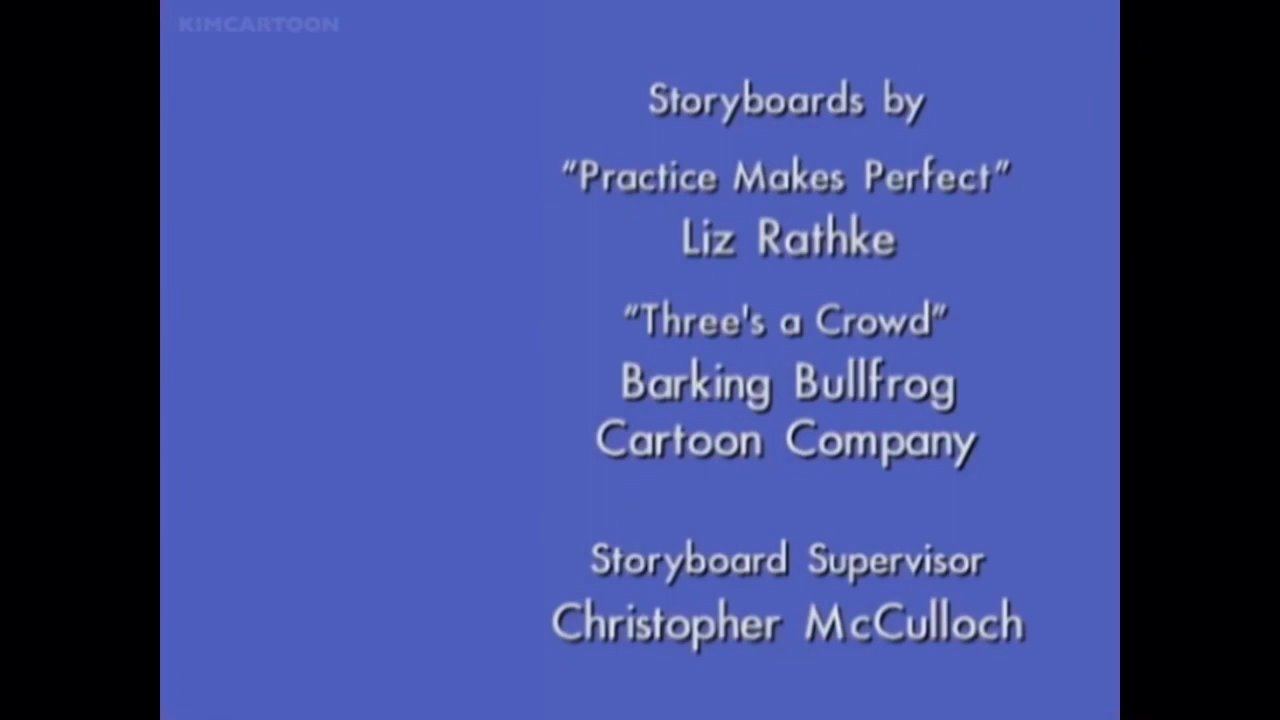 KIMCARTOON
Storyboards by
“Practice Makes Perfect”
Liz Rathke
“Three's a Crowd”
Barking Bullfrog
Cartoon Company
Storyboard Supervisor
Christopher McCulloch